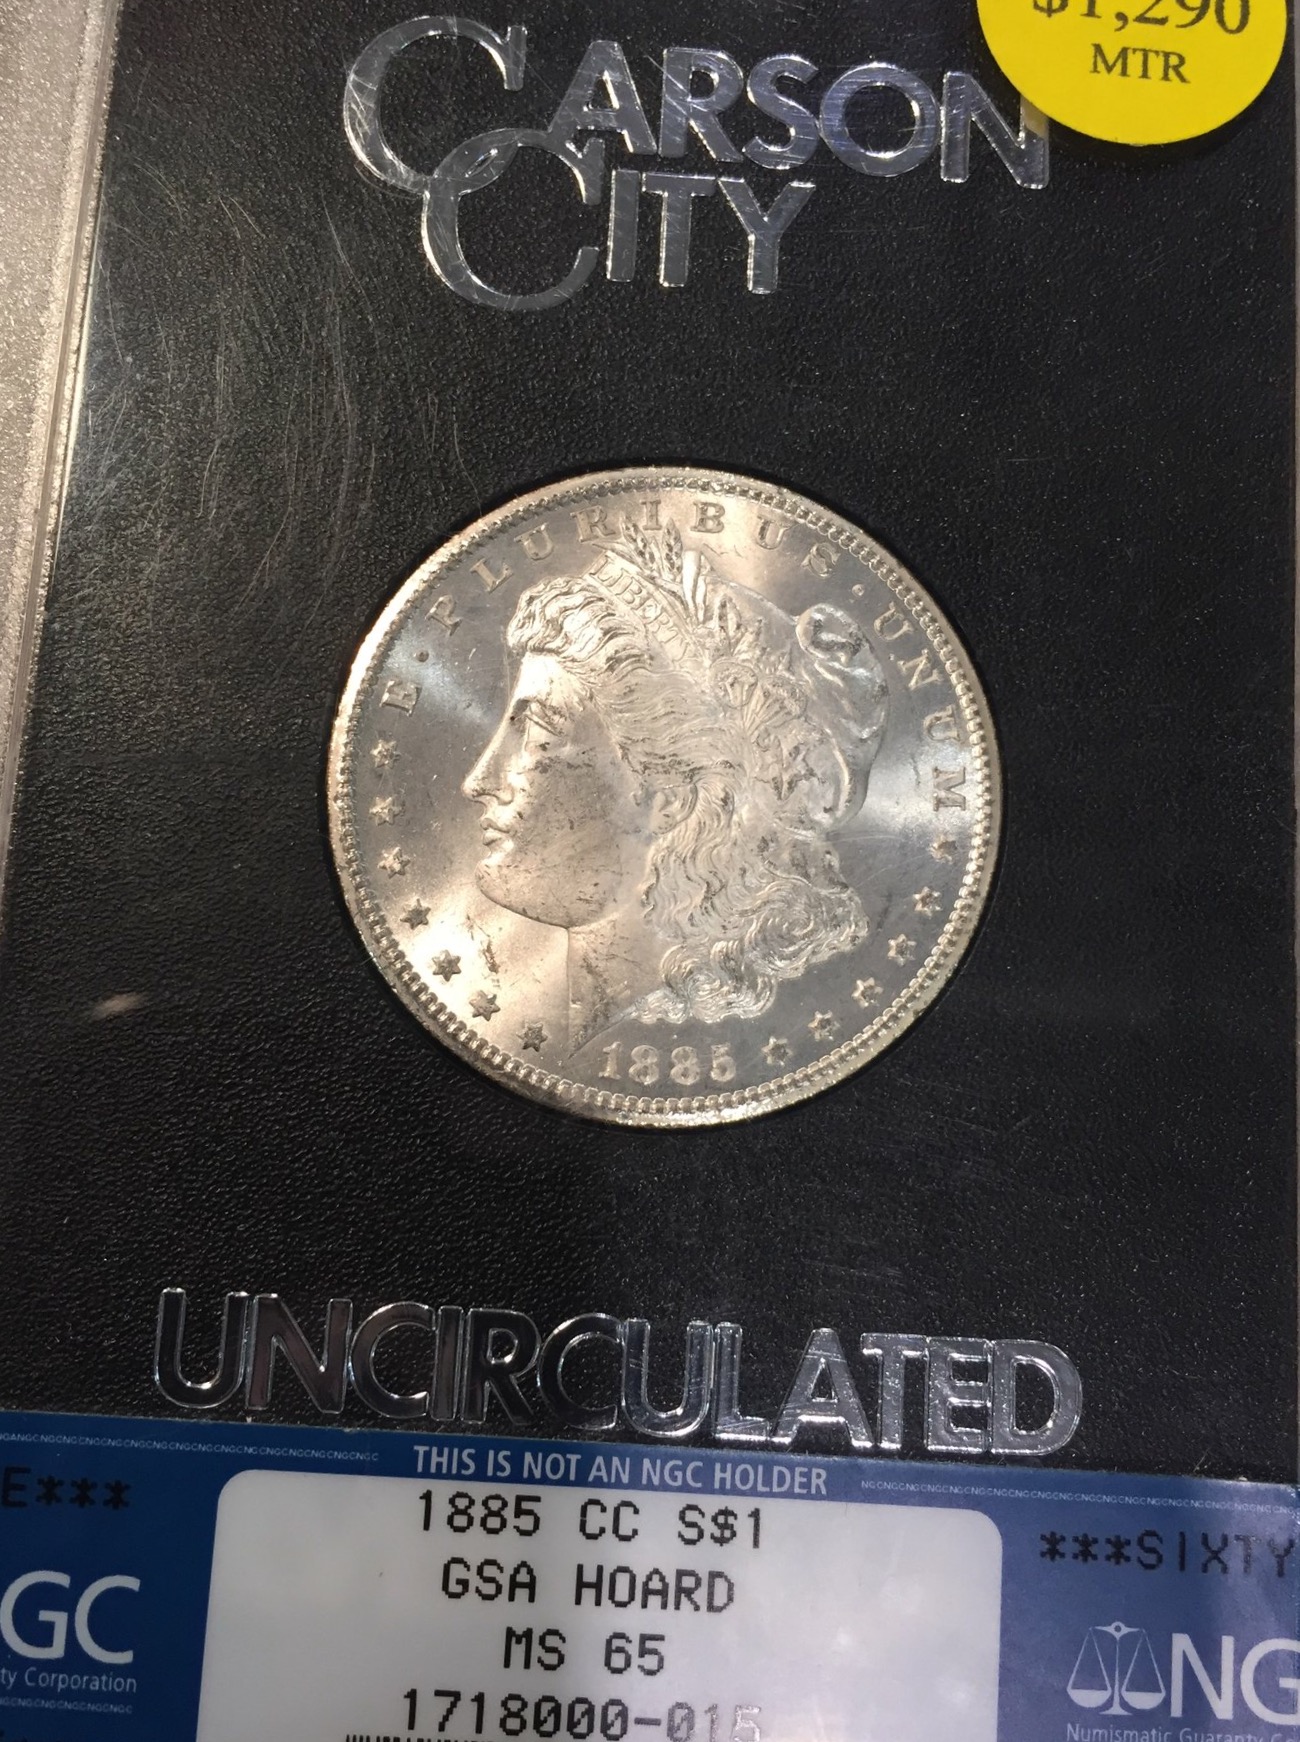 $1,290
MTR
CARSON
CITY
E · PLURIBUS · UNUM
LIBERTY
1885
UNCIRCULATED
THIS IS NOT AN NGC HOLDER
E***
1885 CC S$1
***SIXTY
GSA HOARD
MS 65
1718000-015
GC
ty Corporation
NG
Numismatic Guaranty Co